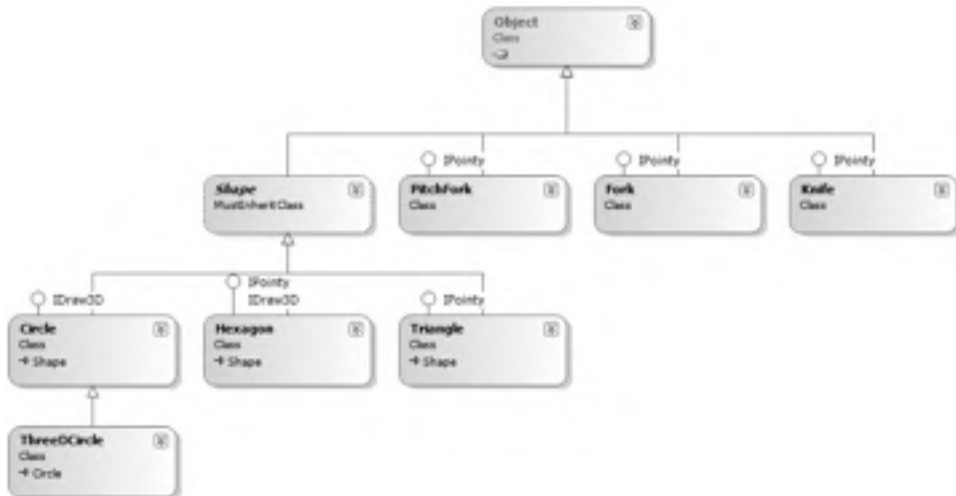 Object
Class
IPointy
IPointy
IPointy
Shape
MustInherit Class
PitchFork
Class
Fork
Class
Knife
Class
IDraw3D
IPointy
IDraw3D
IPointy
Circle
Class
Shape
Hexagon
Class
Shape
Triangle
Class
Shape
ThreeDCircle
Class
Circle